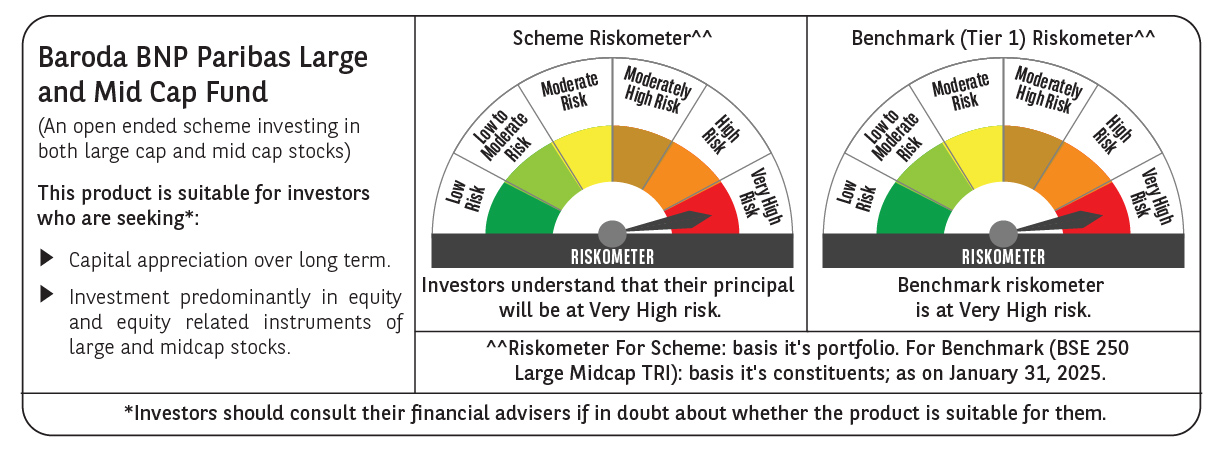 Baroda BNP Paribas Large
and Mid Cap Fund
(An open ended scheme investing in
both large cap and mid cap stocks)
This product is suitable for investors
who are seeking*:
Capital appreciation over long term.
Investment predominantly in equity
and equity related instruments of
large and midcap stocks.
Scheme Riskometer^^
Low
Risk
Low to
Moderate
Risk
Moderate
Risk
Moderately
High Risk
High
Risk
Very High
Risk
RISKOMETER
Investors understand that their principal
will be at Very High risk.
Benchmark (Tier 1) Riskometer^^
Low
Risk
Low to
Moderate
Risk
Moderate
Risk
Moderately
High Risk
High
Risk
Very High
Risk
RISKOMETER
Benchmark riskometer
is at Very High risk.
^^Riskometer For Scheme: basis it's portfolio. For Benchmark (BSE 250
Large Midcap TRI): basis it's constituents; as on January 31, 2025.
*Investors should consult their financial advisers if in doubt about whether the product is suitable for them.